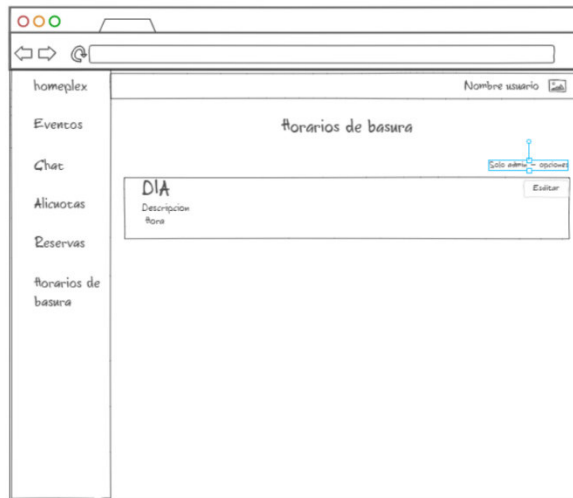 homeplex
Nombre usuario
Eventos
Horarios de basura
Chat
Solo admin - opciones
Alicuotas
DIA
Editar
Descripcion
Hora
Reservas
Horarios de
basura